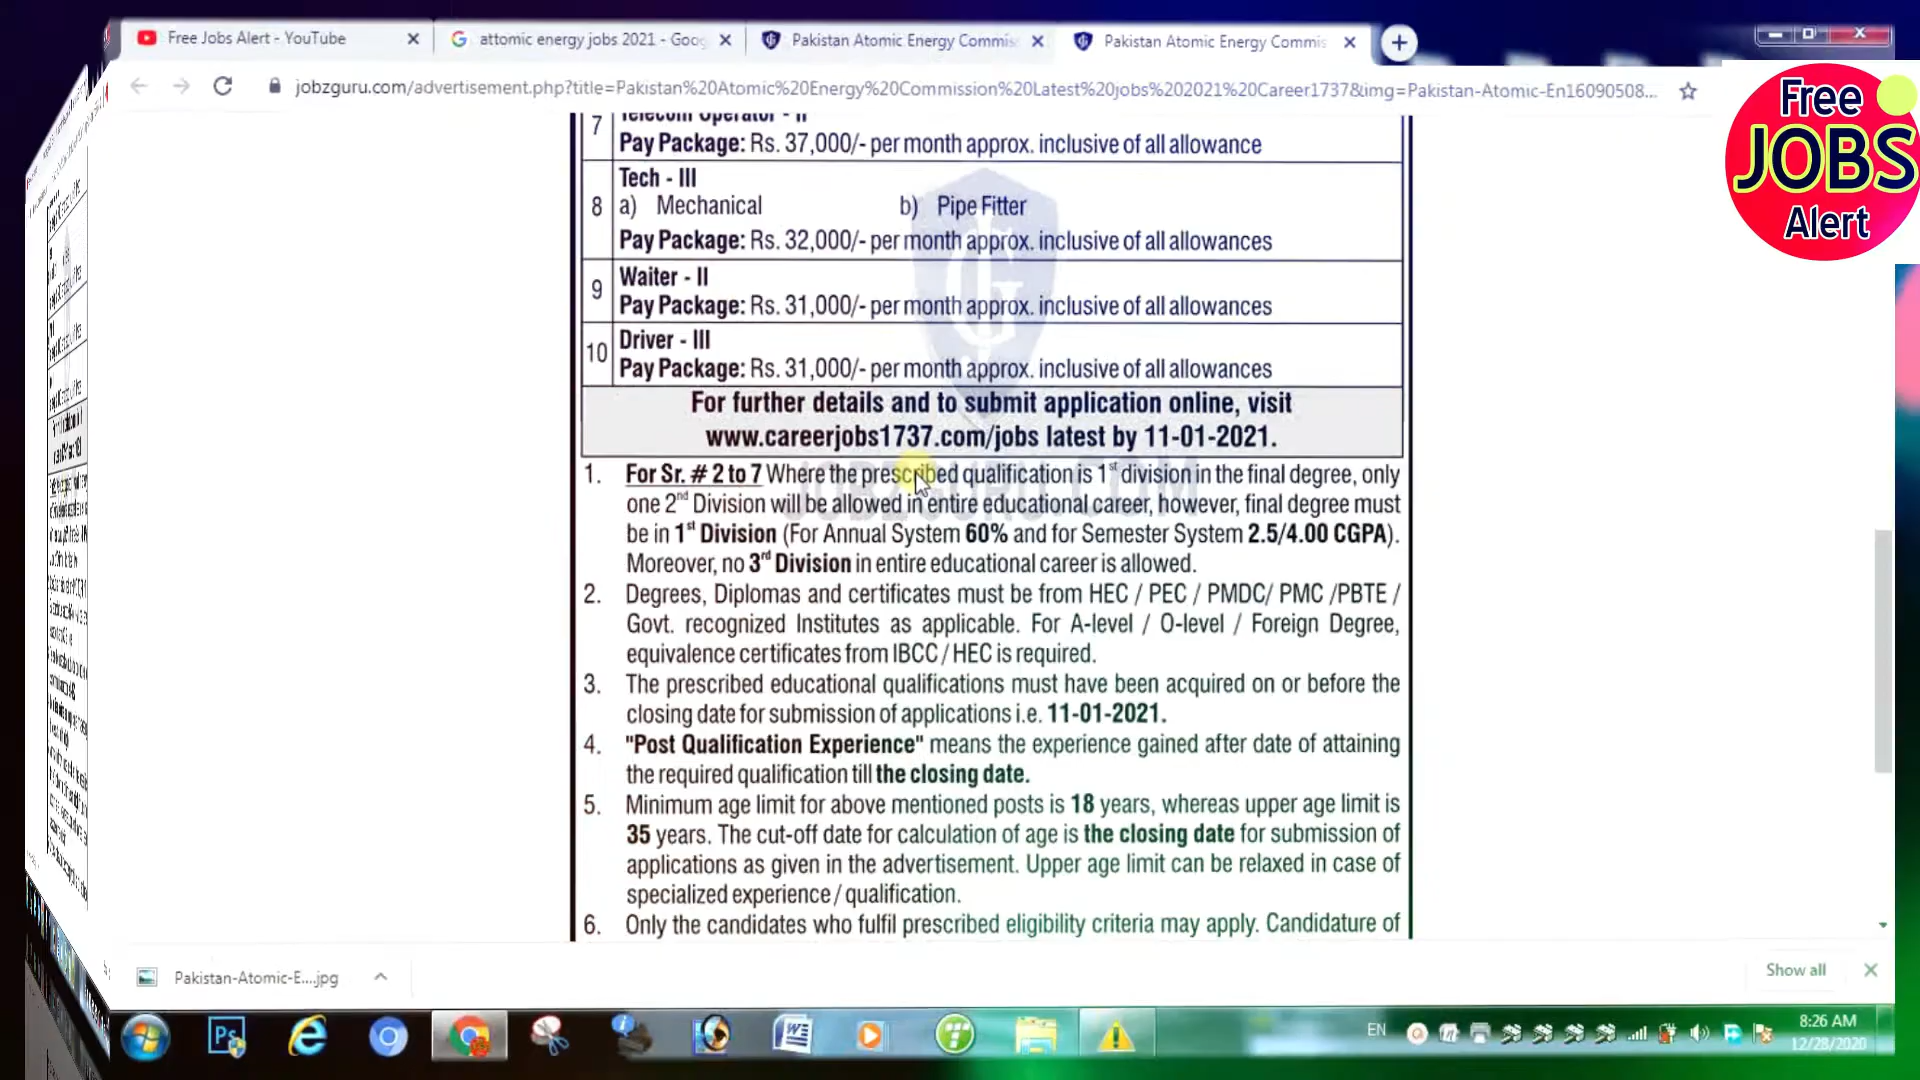 Free Jobs Alert - YouTube
attomic energy jobs 2021 - Goog
Pakistan Atomic Energy Commis
Pakistan Atomic Energy Commis
jobzguru.com/advertisement.php?title=Pakistan%20Atomic%20Energy%20Commission%20Latest%20jobs%202021%20Career1737&img=Pakistan-Atomic-En16090508...
Free
JOBS
Alert
7 Telecom Operator - II
Pay Package: Rs. 37,000/- per month approx. inclusive of all allowance
Tech - III
8 a) Mechanical b) Pipe Fitter
Pay Package: Rs. 32,000/- per month approx. inclusive of all allowances
Waiter - II
9 Pay Package: Rs. 31,000/- per month approx. inclusive of all allowances
Driver - III
10 Pay Package: Rs. 31,000/- per month approx. inclusive of all allowances
For further details and to submit application online, visit
www.careerjobs1737.com/jobs latest by 11-01-2021.
JOBZGURU.COM
1. For Sr. # 2 to 7 Where the prescribed qualification is 1st division in the final degree, only
one 2nd Division will be allowed in entire educational career, however, final degree must
be in 1st Division (For Annual System 60% and for Semester System 2.5/4.00 CGPA).
Moreover, no 3rd Division in entire educational career is allowed.
2. Degrees, Diplomas and certificates must be from HEC / PEC / PMDC/ PMC /PBTE /
Govt. recognized Institutes as applicable. For A-level / O-level / Foreign Degree,
equivalence certificates from IBCC / HEC is required.
3. The prescribed educational qualifications must have been acquired on or before the
closing date for submission of applications i.e. 11-01-2021.
4. "Post Qualification Experience" means the experience gained after date of attaining
the required qualification till the closing date.
5. Minimum age limit for above mentioned posts is 18 years, whereas upper age limit is
35 years. The cut-off date for calculation of age is the closing date for submission of
applications as given in the advertisement. Upper age limit can be relaxed in case of
specialized experience / qualification.
6. Only the candidates who fulfil prescribed eligibility criteria may apply. Candidature of
Pakistan-Atomic-E....jpg
Show all
EN
8:26 AM
12/28/2020